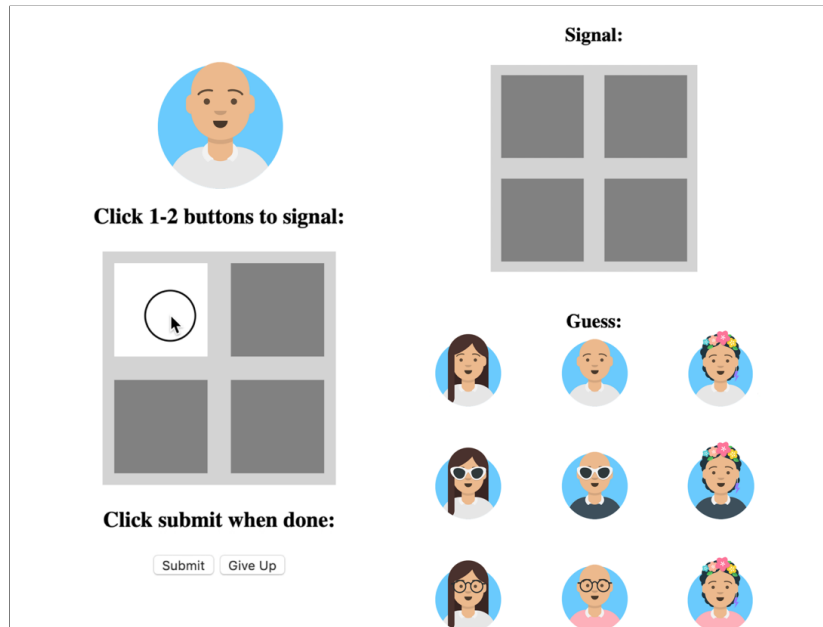 Signal:
Click 1-2 buttons to signal:
Guess:
Click submit when done:
Submit Give Up